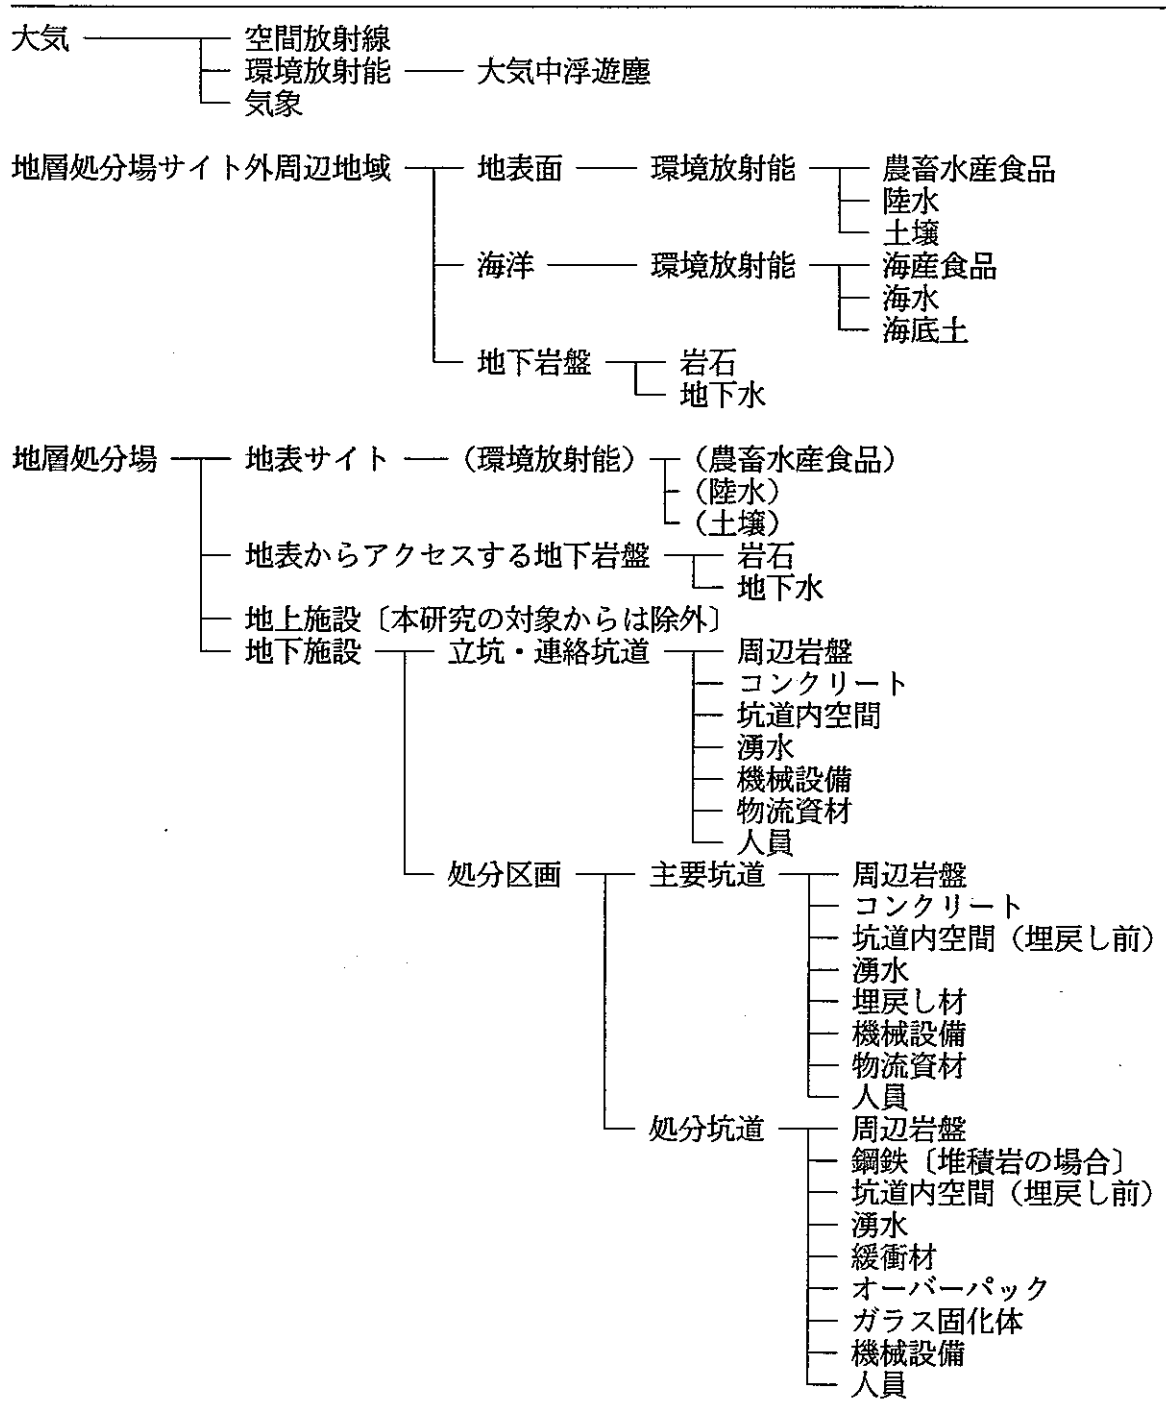 大気 空間放射線
環境放射能 大気中浮遊塵
気象
地層処分場サイト外周辺地域 地表面 環境放射能 農畜水産食品
陸水
土壌
海洋 環境放射能 海産食品
海水
海底土
地下岩盤 岩石
地下水
地層処分場 地表サイト (環境放射能) (農畜水産食品)
(陸水)
(土壌)
地表からアクセスする地下岩盤 岩石
地下水
地上施設〔本研究の対象からは除外〕
地下施設 立坑・連絡坑道 周辺岩盤
コンクリート
坑道内空間
湧水
機械設備
物流資材
人員
処分区画 主要坑道 周辺岩盤
コンクリート
坑道内空間(埋戻し前)
湧水
埋戻し材
機械設備
物流資材
人員
処分坑道 周辺岩盤
鋼鉄〔堆積岩の場合〕
坑道内空間(埋戻し前)
湧水
緩衝材
オーバーパック
ガラス固化体
機械設備
人員